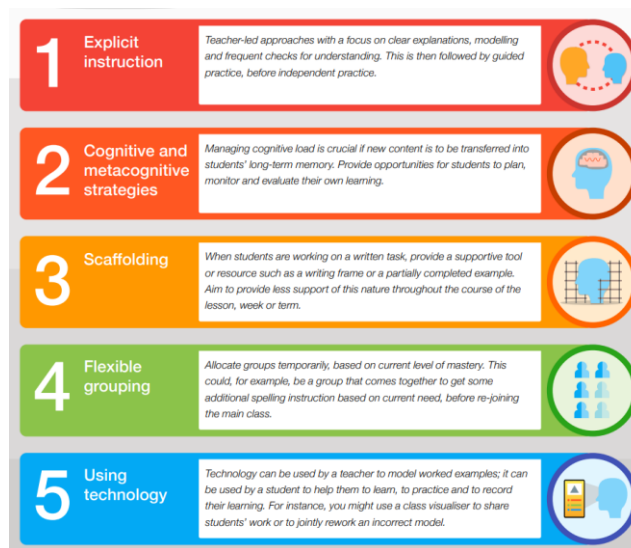 1
Explicit
instruction
Teacher-led approaches with a focus on clear explanations, modelling
and frequent checks for understanding. This is then followed by guided
practice, before independent practice.
2
Cognitive and
metacognitive
strategies
Managing cognitive load is crucial if new content is to be transferred into
students' long-term memory. Provide opportunities for students to plan,
monitor and evaluate their own learning.
3
Scaffolding
When students are working on a written task, provide a supportive tool
or resource such as a writing frame or a partially completed example.
Aim to provide less support of this nature throughout the course of the
lesson, week or term.
4
Flexible
grouping
Allocate groups temporarily, based on current level of mastery. This
could, for example, be a group that comes together to get some
additional spelling instruction based on current need, before re-joining
the main class.
5
Using
technology
Technology can be used by a teacher to model worked examples; it can
be used by a student to help them to learn, to practice and to record
their learning. For instance, you might use a class visualiser to share
students' work or to jointly rework an incorrect model.